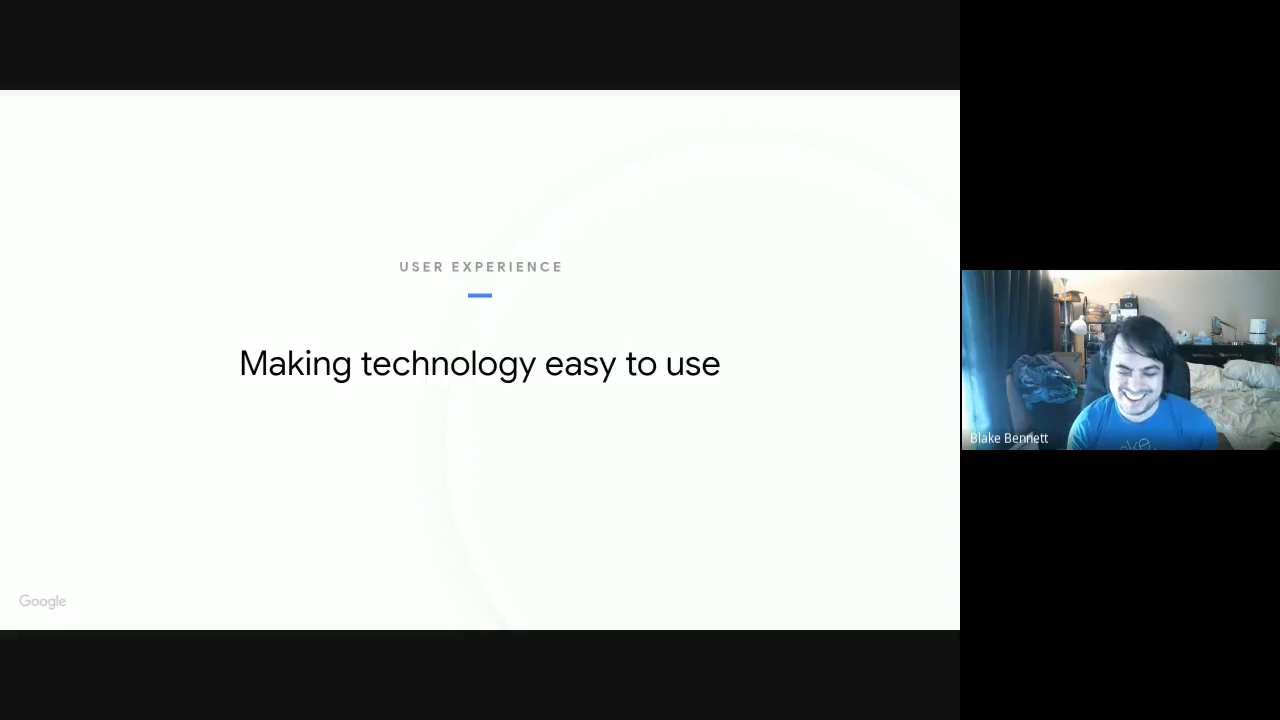 USER EXPERIENCE
Making technology easy to use
Google
Blake Bennett